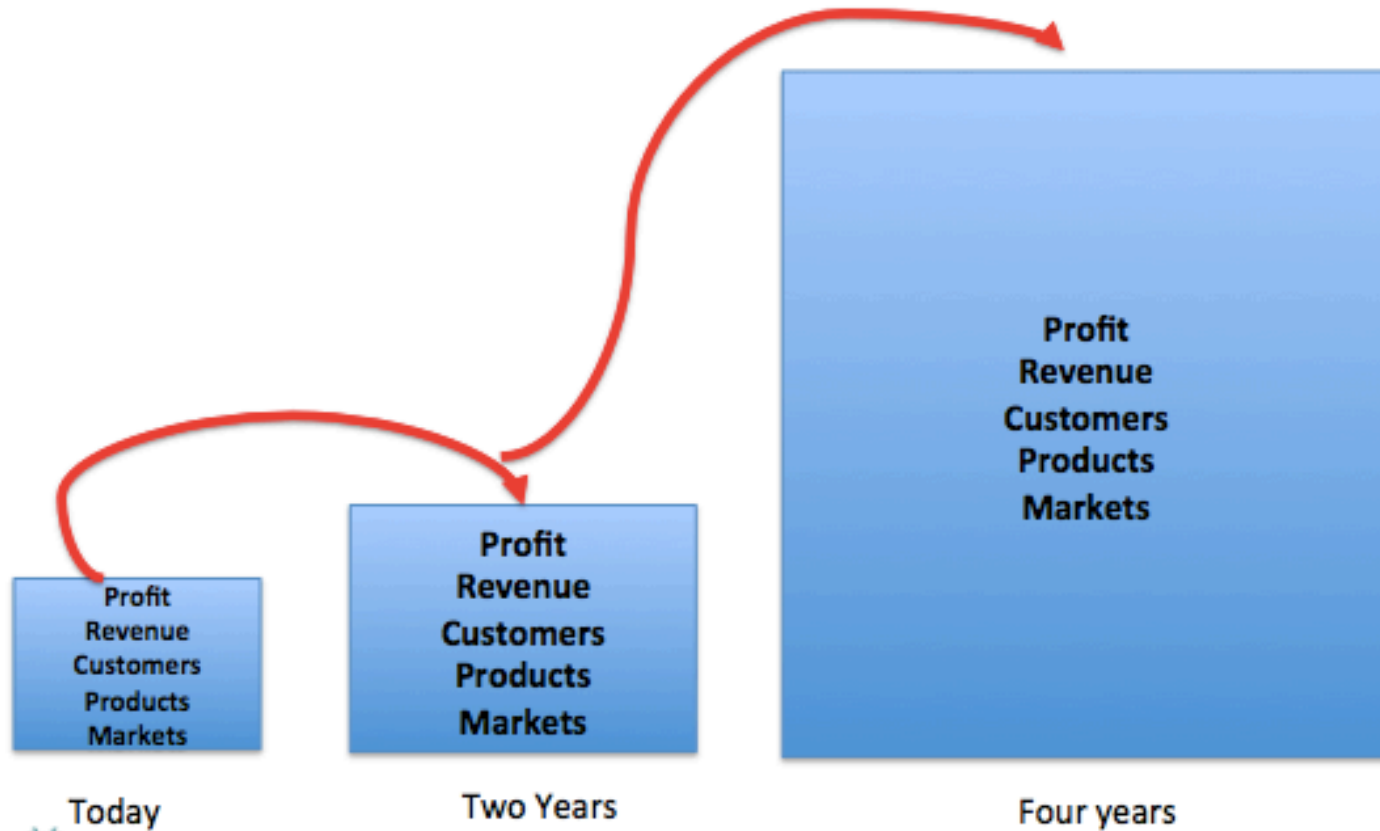 Profit
Revenue
Customers
Products
Markets
Today
Profit
Revenue
Customers
Products
Markets
Two Years
Profit
Revenue
Customers
Products
Markets
Four years